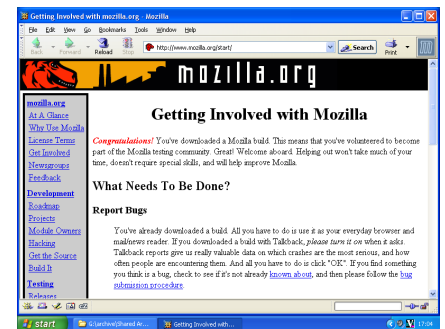 Getting Involved with mozilla.org - Mozilla
File Edit View Go Bookmarks Tools Window Help
Back Forward Reload Stop http://www.mozilla.org/start/ Search Print
mozilla.org
mozilla.org
At A Glance
Why Use Mozilla
License Terms
Get Involved
Newsgroups
Feedback
Development
Roadmap
Projects
Module Owners
Hacking
Get the Source
Build It
Testing
Releases
Getting Involved with Mozilla
Congratulations! You've downloaded a Mozilla build. This means that you've volunteered to become
part of the Mozilla testing community. Great! Welcome aboard. Helping out won't take much of your
time, doesn't require special skills, and will help improve Mozilla.
What Needs To Be Done?
Report Bugs
You've already downloaded a build. All you have to do is use it as your everyday browser and
mail/news reader. If you downloaded a build with Talkback, please turn it on when it asks.
Talkback reports give us really valuable data on which crashes are the most serious, and how
often people are encountering them. And all you have to do is click "OK". If you find something
you think is a bug, check to see if it's not already known about, and then please follow the bug
submission procedure.
start
G:\archive\Shared Ar...
Getting Involved with...
17:04